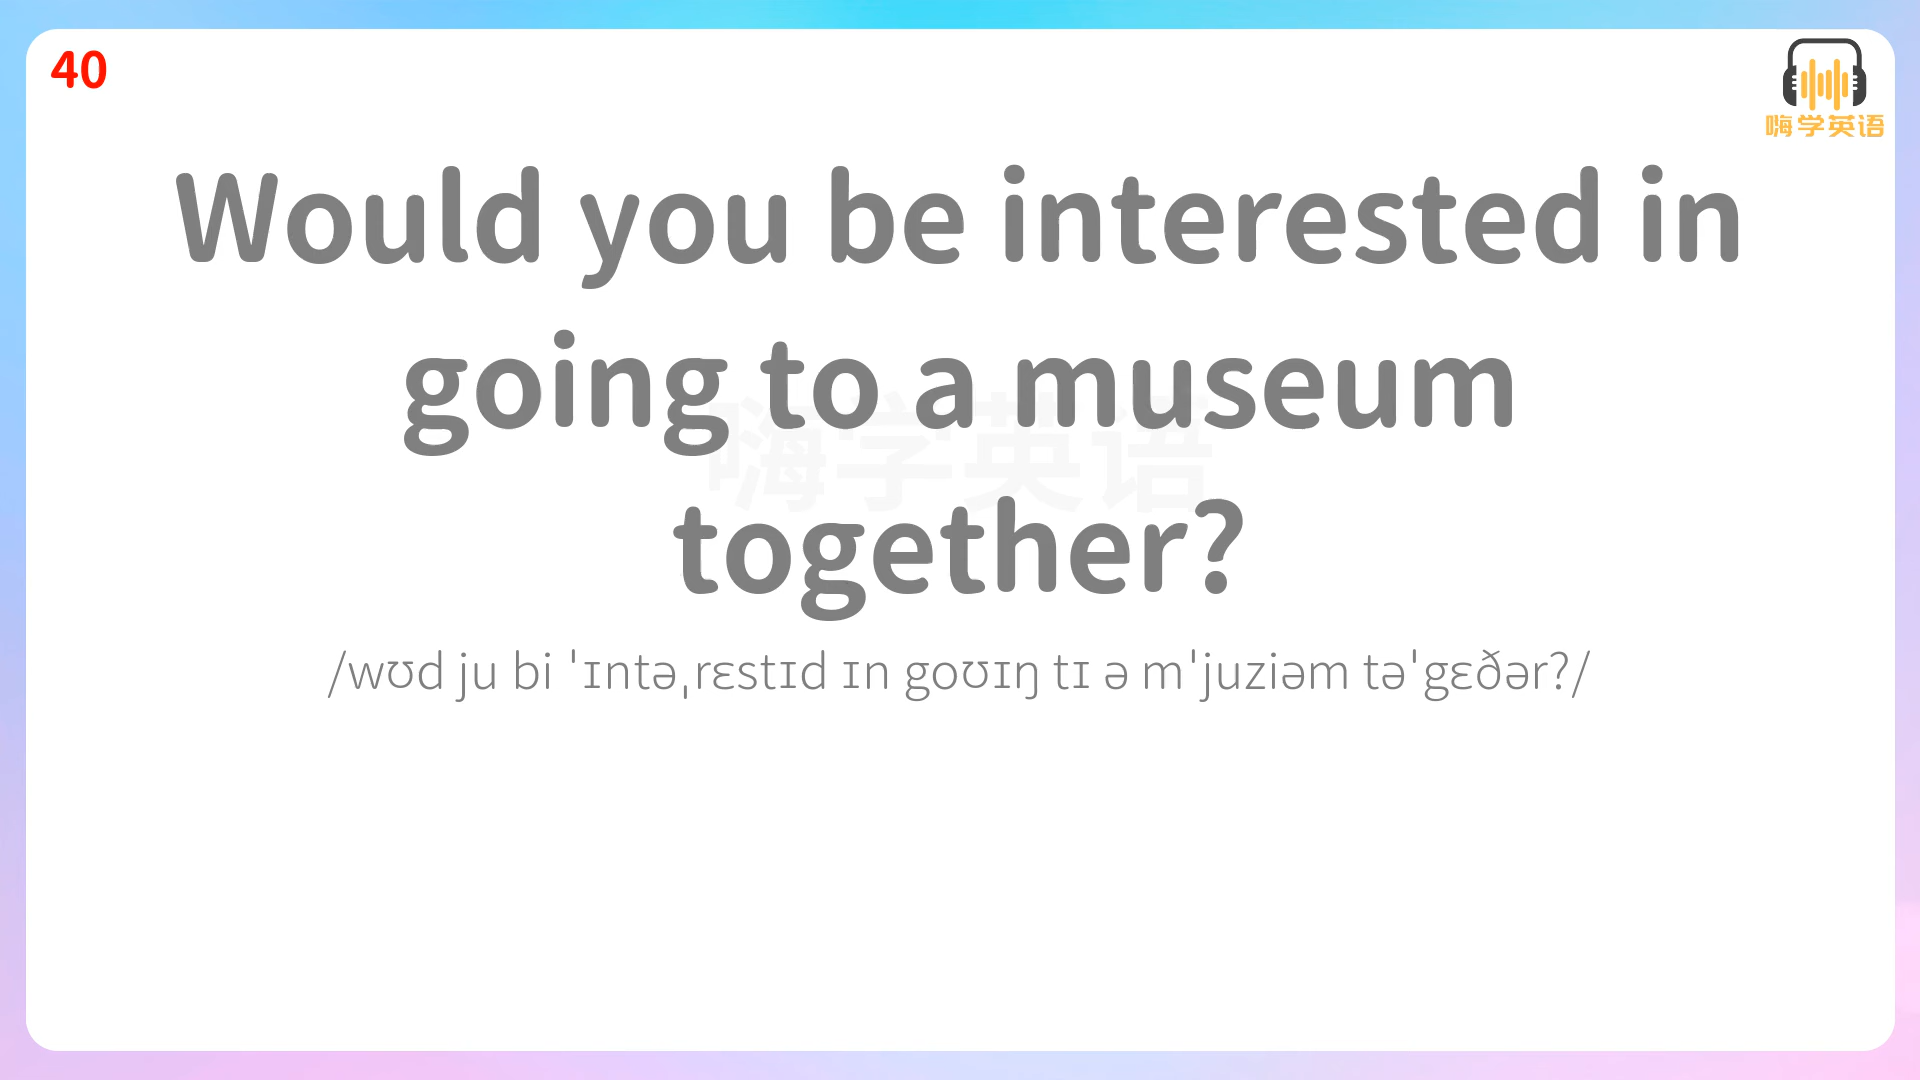 40
嗨学英语
Would you be interested in
going to a museum
嗨学英语
together?
/wʊd ju bi ˈɪntəˌrɛstɪd ɪn goʊɪŋ tɪ ə mˈjuziəm təˈgɛðər?/